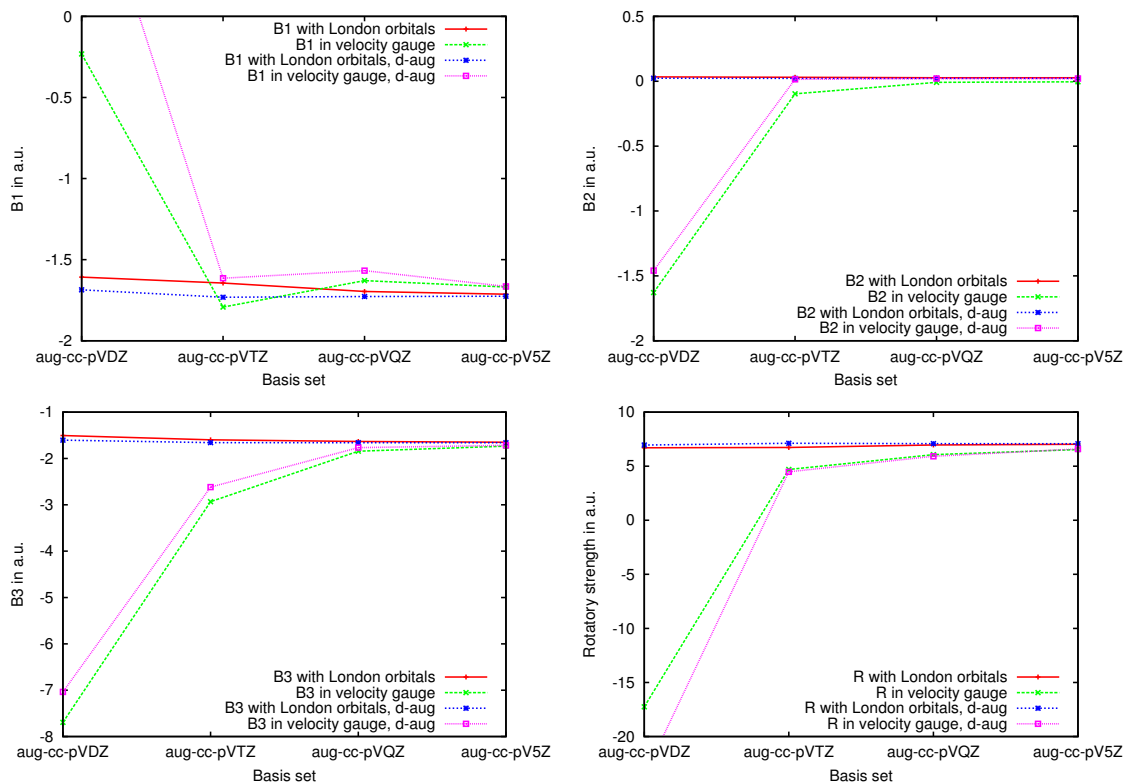 0
-0.5
-1
-1.5
-2
B1 in a.u.
B1 with London orbitals
B1 in velocity gauge
B1 with London orbitals, d-aug
B1 in velocity gauge, d-aug
aug-cc-pVDZ
aug-cc-pVTZ
aug-cc-pVQZ
aug-cc-pV5Z
Basis set
0.5
0
-0.5
-1
-1.5
-2
B2 in a.u.
B2 with London orbitals
B2 in velocity gauge
B2 with London orbitals, d-aug
B2 in velocity gauge, d-aug
aug-cc-pVDZ
aug-cc-pVTZ
aug-cc-pVQZ
aug-cc-pV5Z
Basis set
-1
-2
-3
-4
-5
-6
-7
-8
B3 in a.u.
B3 with London orbitals
B3 in velocity gauge
B3 with London orbitals, d-aug
B3 in velocity gauge, d-aug
aug-cc-pVDZ
aug-cc-pVTZ
aug-cc-pVQZ
aug-cc-pV5Z
Basis set
10
5
0
-5
-10
-15
-20
Rotatory strength in a.u.
R with London orbitals
R in velocity gauge
R with London orbitals, d-aug
R in velocity gauge, d-aug
aug-cc-pVDZ
aug-cc-pVTZ
aug-cc-pVQZ
aug-cc-pV5Z
Basis set